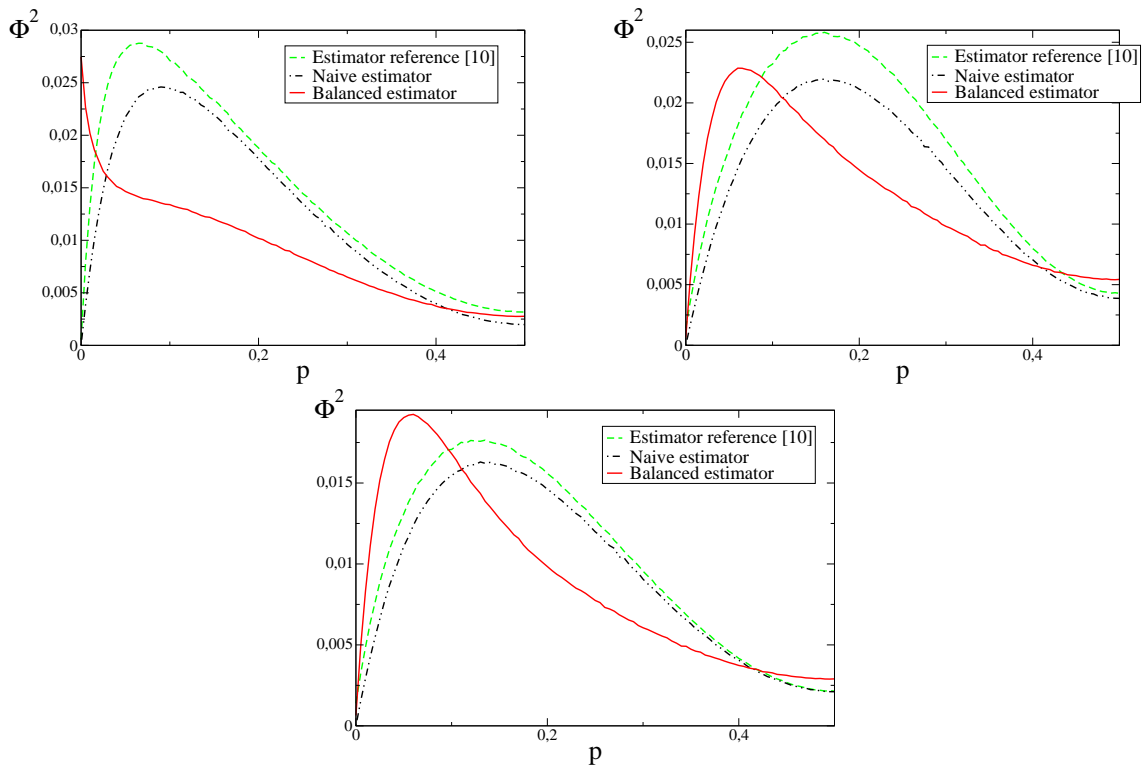 Φ²
0,03
0,025
0,02
0,015
0,01
0,005
0
Estimator reference [10]
Naive estimator
Balanced estimator
0
0,2
0,4
p
Φ²
0,025
0,02
0,015
0,01
0,005
0
Estimator reference [10]
Naive estimator
Balanced estimator
0
0,2
0,4
p
Φ²
0,015
0,01
0,005
0
Estimator reference [10]
Naive estimator
Balanced estimator
0
0,2
0,4
p